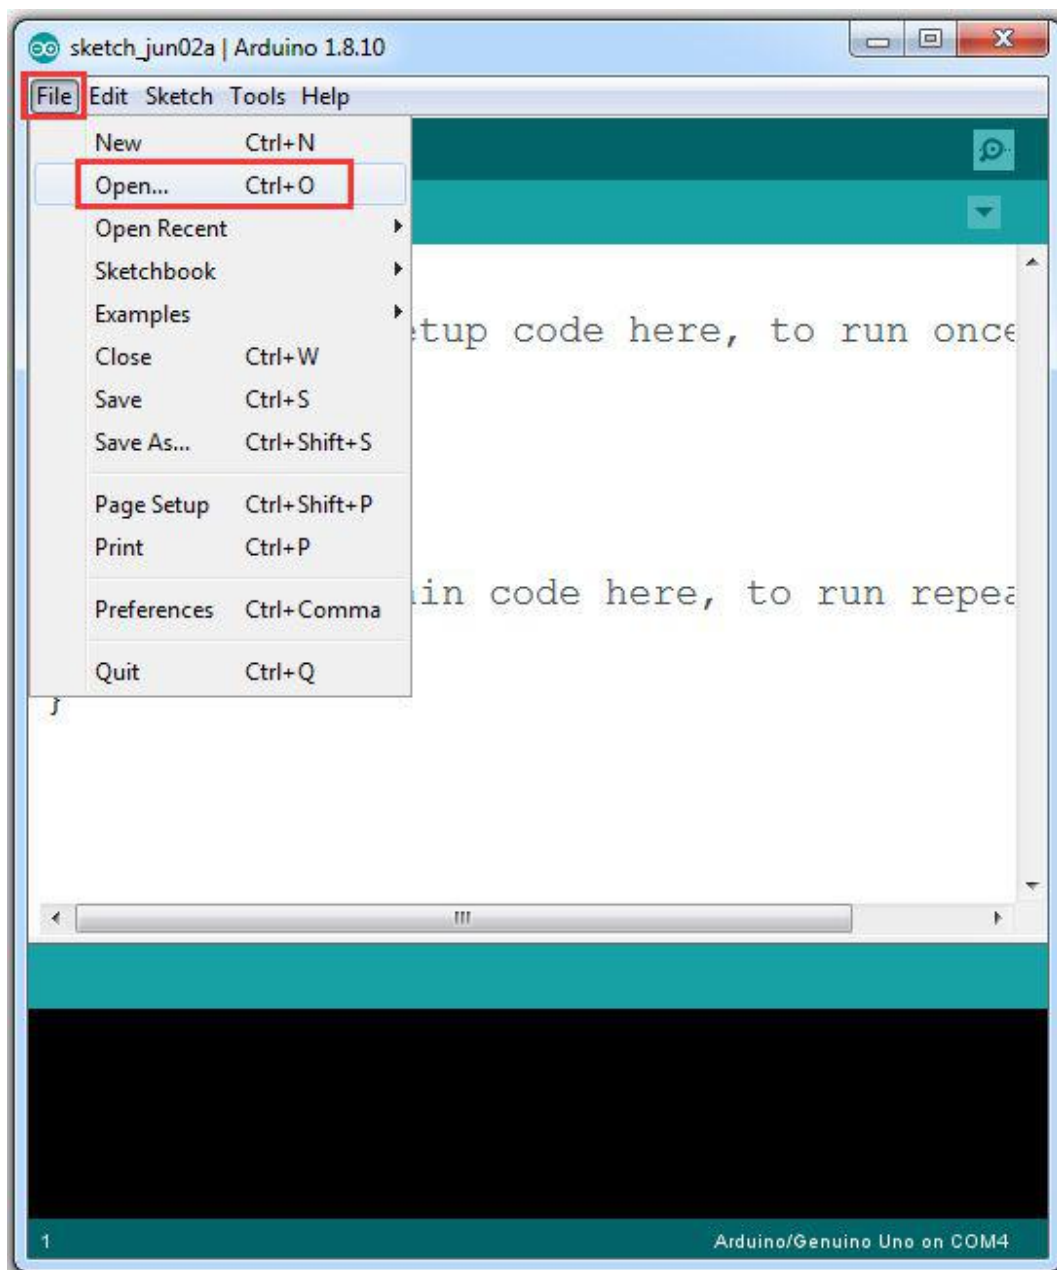 sketch_jun02a | Arduino 1.8.10
File Edit Sketch Tools Help
New Ctrl+N
Open... Ctrl+O
Open Recent
Sketchbook
Examples
etup code here, to run once
Close Ctrl+W
Save Ctrl+S
Save As... Ctrl+Shift+S
Page Setup Ctrl+Shift+P
Print Ctrl+P
Preferences Ctrl+Comma
ain code here, to run repea
Quit Ctrl+Q
}
1 Arduino/Genuino Uno on COM4